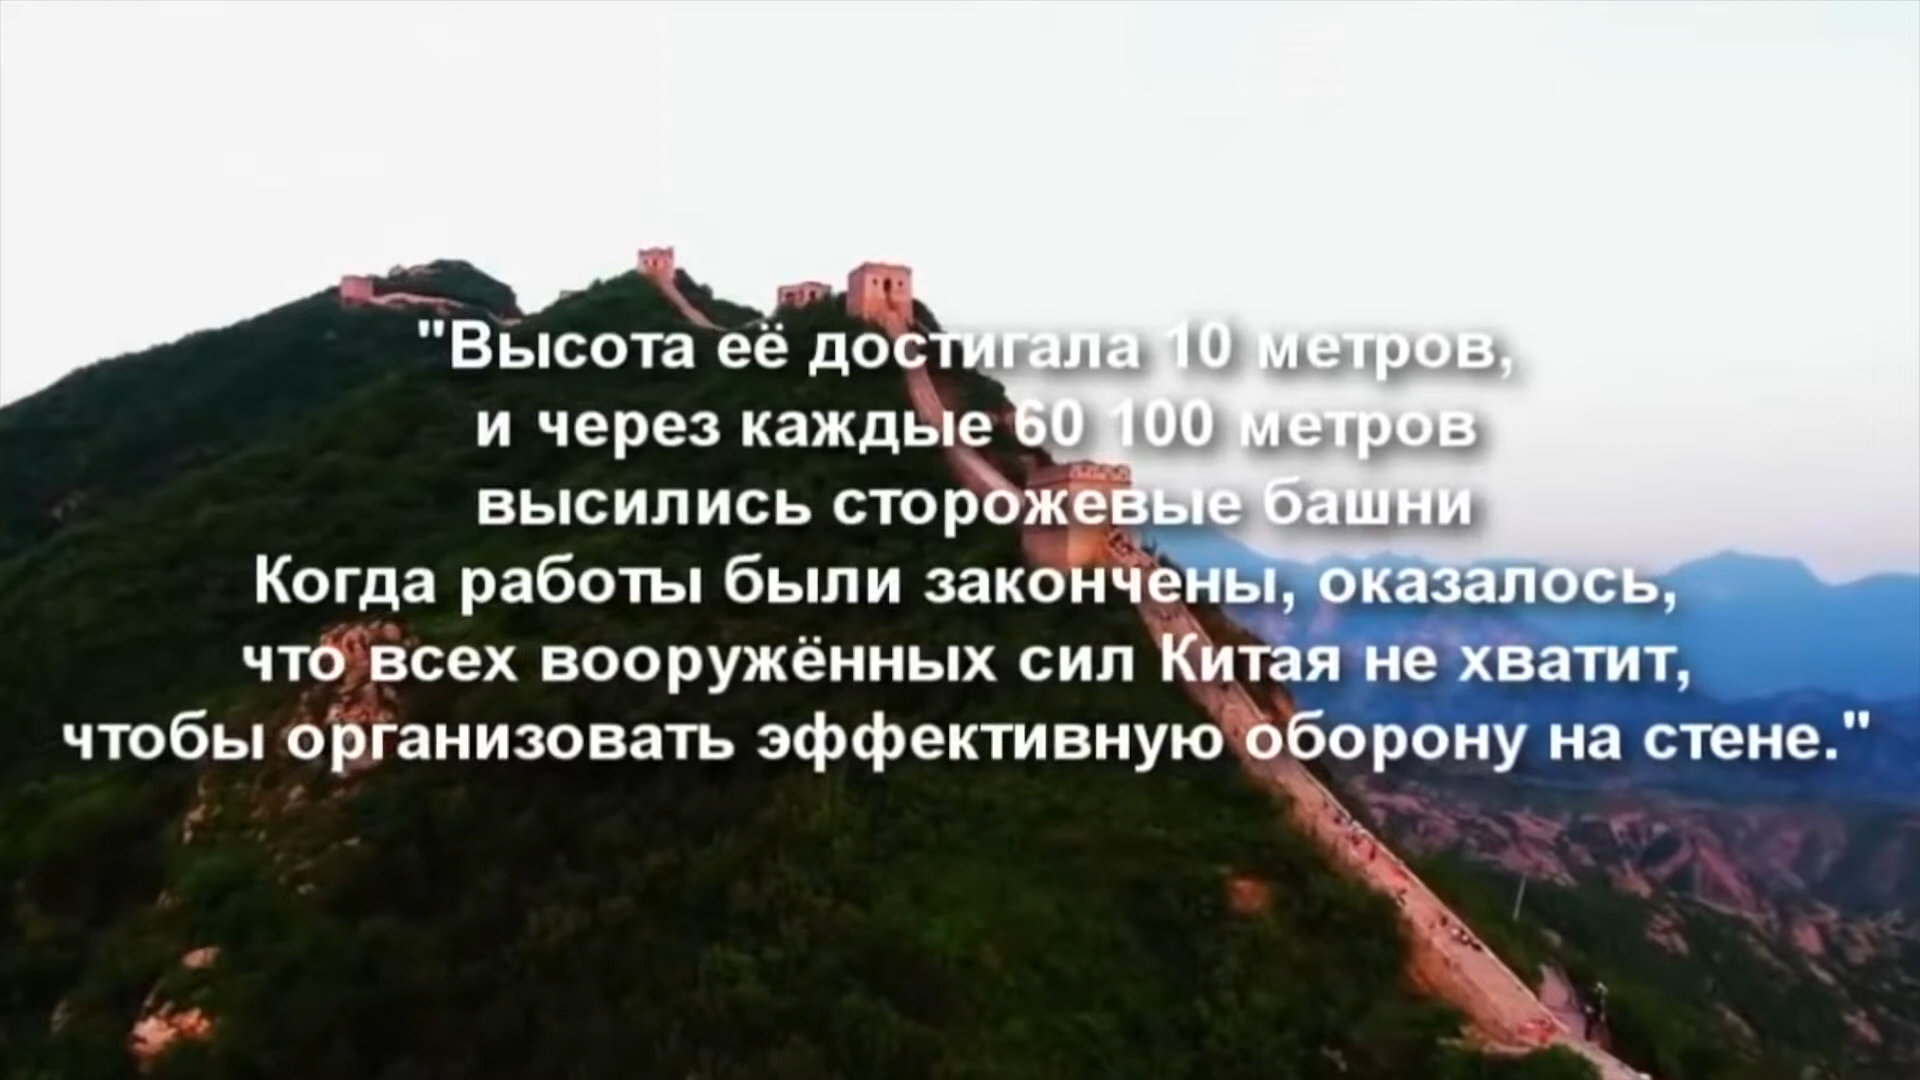 "Высота её достигала 10 метров,
и через каждые 60 100 метров
высились сторожевые башни
Когда работы были закончены, оказалось,
что всех вооружённых сил Китая не хватит,
чтобы организовать эффективную оборону на стене."